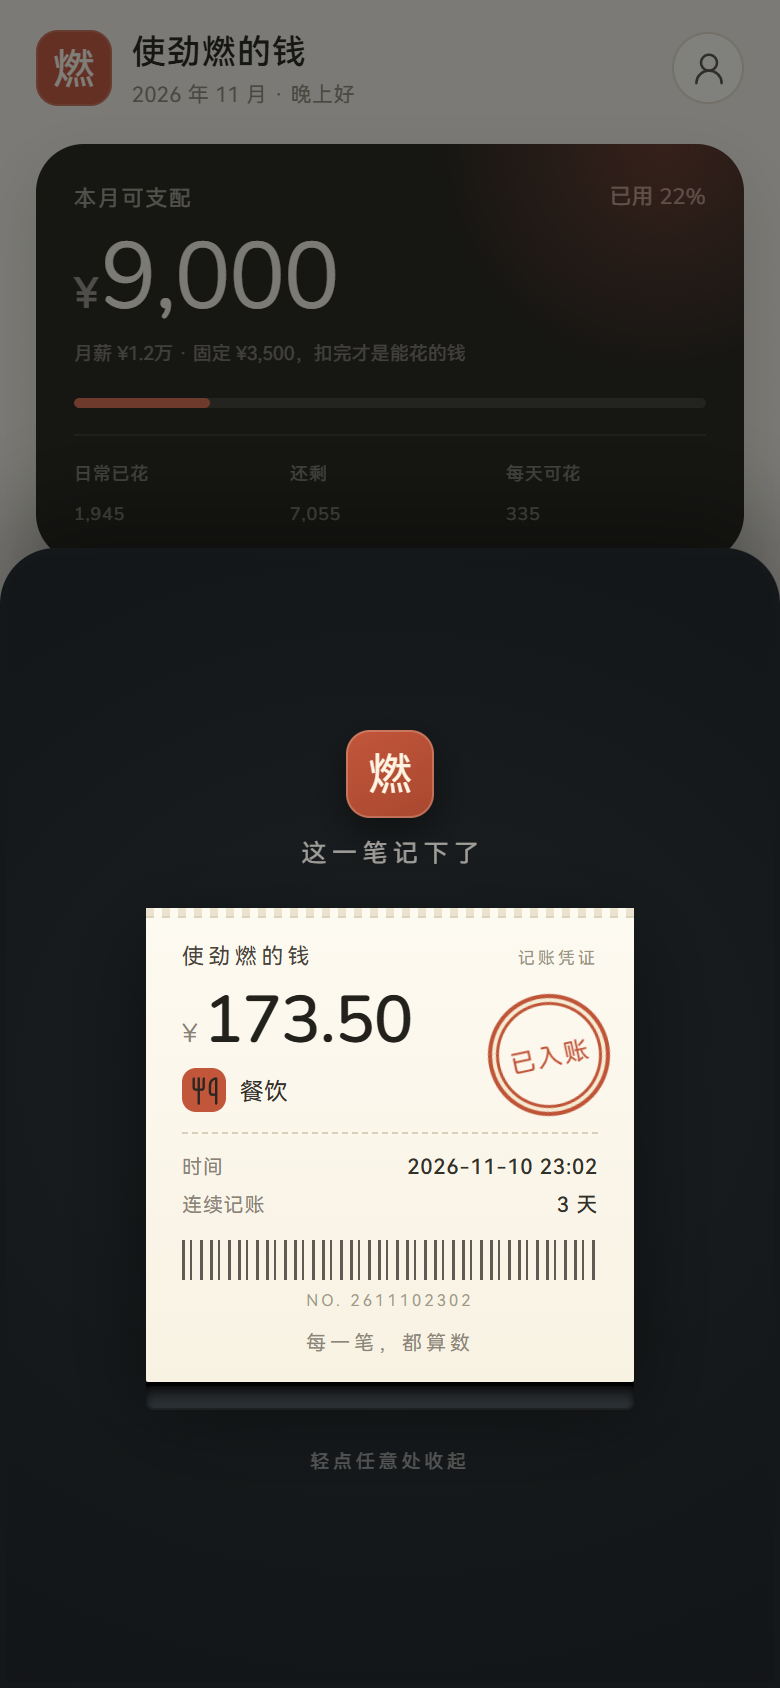 燃
使劲燃的钱
2026 年 11 月 · 晚上好
本月可支配
已用 22%
¥9,000
月薪 ¥1.2万 · 固定 ¥3,500，扣完才是能花的钱
日常已花 还剩 每天可花
1,945 7,055 335
燃
这一笔记下了
使劲燃的钱 记账凭证
¥ 173.50
已入账
餐饮
时间 2026-11-10 23:02
连续记账 3 天
NO. 2611102302
每一笔，都算数
轻点任意处收起